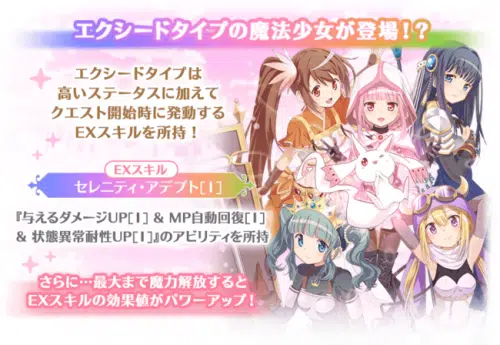 エクシードタイプの魔法少女が登場!?
エクシードタイプは
高いステータスに加えて
クエスト開始時に発動する
EXスキルを所持!
EXスキル
セレニティ・アデプト[Ⅰ]
『与えるダメージUP[Ⅰ] & MP自動回復[Ⅰ]
& 状態異常耐性UP[Ⅰ]』のアビリティを所持
さらに…最大まで魔力解放すると
EXスキルの効果値がパワーアップ!